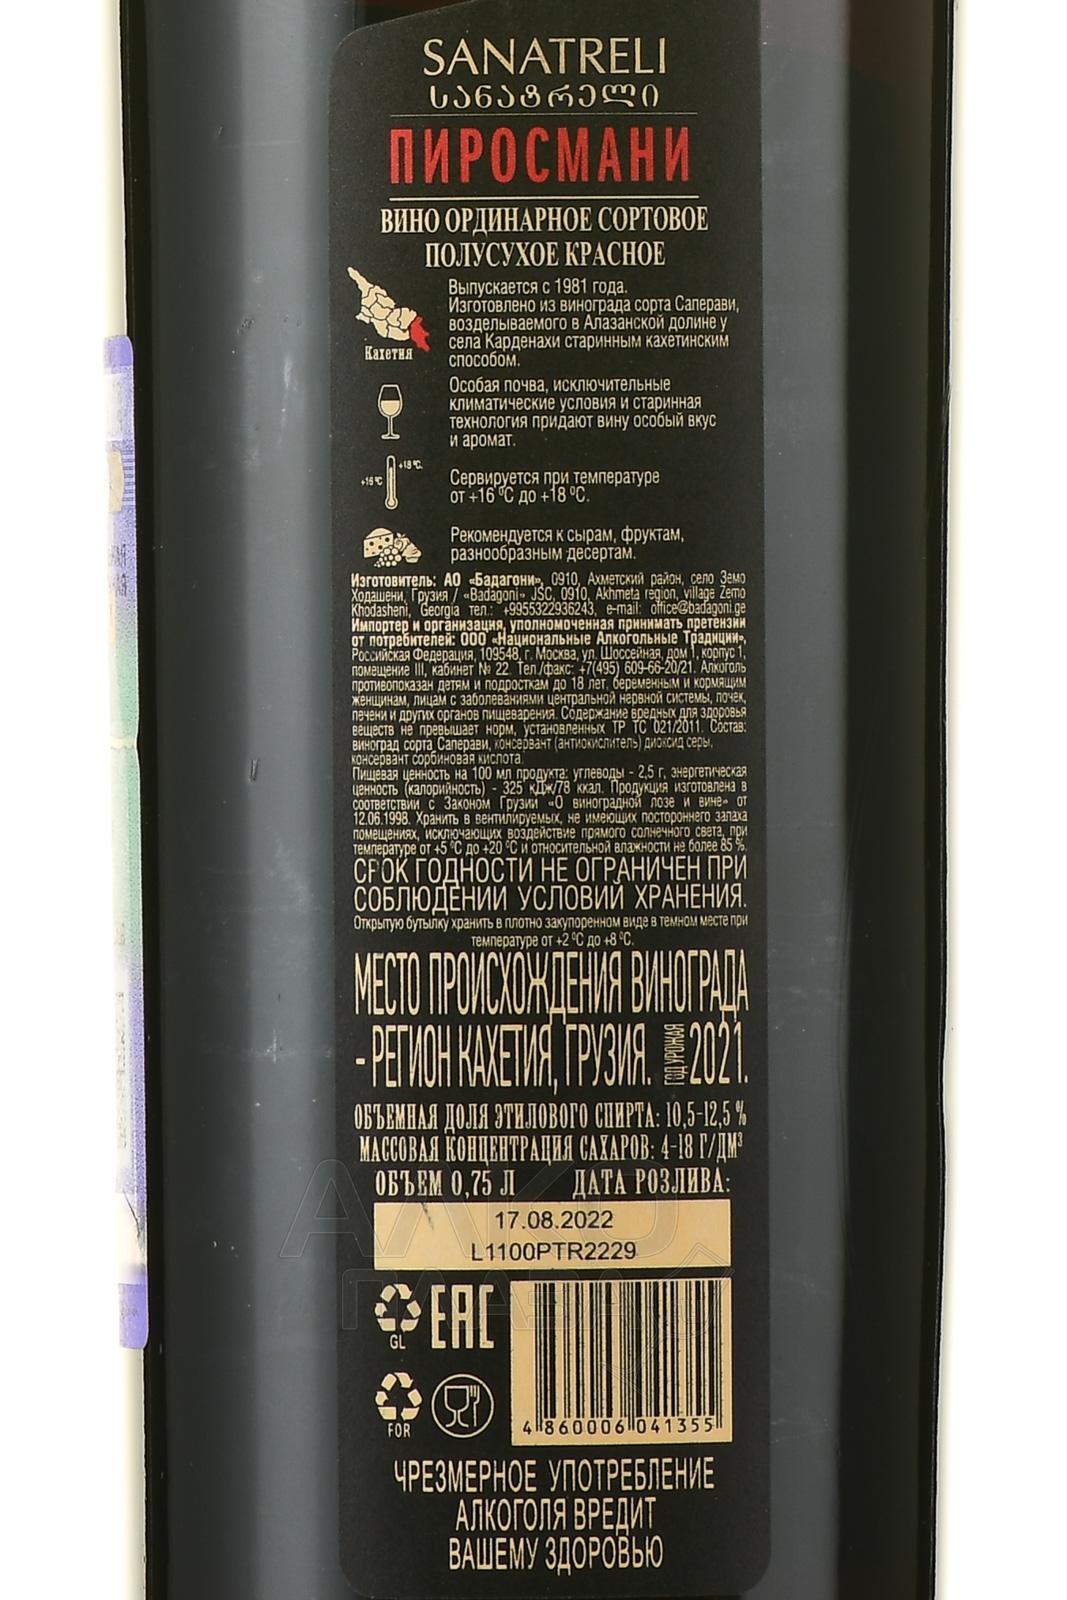 SANATRELI
ᲡᲐᲜᲐᲢᲠᲔᲚᲘ
ПИРОСМАНИ
ВИНО ОРДИНАРНОЕ СОРТОВОЕ
ПОЛУСУХОЕ КРАСНОЕ
Выпускается с 1981 года.
Изготовлено из винограда сорта Саперави,
возделываемого в Алазанской долине у
села Карденахи старинным кахетинским
способом.
Кахетия
Особая почва, исключительные
климатические условия и старинная
технология придают вину особый вкус
и аромат.
+18 ºC.
+16 ºC
Сервируется при температуре
от +16 ºC до +18 ºC.
Рекомендуется к сырам, фруктам,
разнообразным десертам.
Изготовитель: АО «Бадагони», 0910, Ахметский район, село Земо
Ходашени, Грузия / «Badagoni» JSC, 0910, Akhmeta region, village Zemo
Khodasheni, Georgia тел.: +9955322936243, e-mail: office@badagoni.ge
Импортер и организация, уполномоченная принимать претензии
от потребителей: ООО «Национальные Алкогольные Традиции»,
Российская Федерация, 109548, г. Москва, ул. Шоссейная, дом 1, корпус 1,
помещение III, кабинет № 22. Тел./факс: +7(495) 609-66-20/21. Алкоголь
противопоказан детям и подросткам до 18 лет, беременным и кормящим
женщинам, лицам с заболеваниями центральной нервной системы, почек,
печени и других органов пищеварения. Содержание вредных для здоровья
веществ не превышает норм, установленных ТР ТС 021/2011. Состав:
виноград сорта Саперави, консервант (антиокислитель) диоксид серы,
консервант сорбиновая кислота.
Пищевая ценность на 100 мл продукта: углеводы - 2,5 г, энергетическая
ценность (калорийность) - 325 кДж/78 ккал. Продукция изготовлена в
соответствии с Законом Грузии «О виноградной лозе и вине» от
12.06.1998. Хранить в вентилируемых, не имеющих постороннего запаха
помещениях, исключающих воздействие прямого солнечного света, при
температуре от +5 ºC до +20 ºC и относительной влажности не более 85 %.
СРОК ГОДНОСТИ НЕ ОГРАНИЧЕН ПРИ
СОБЛЮДЕНИИ УСЛОВИЙ ХРАНЕНИЯ.
Открытую бутылку хранить в плотно закупоренном виде в темном месте при
температуре от +2 ºC до +8 ºC.
МЕСТО ПРОИСХОЖДЕНИЯ ВИНОГРАДА
- РЕГИОН КАХЕТИЯ, ГРУЗИЯ. ГОД УРОЖАЯ 2021.
ОБЪЕМНАЯ ДОЛЯ ЭТИЛОВОГО СПИРТА: 10,5-12,5 %
МАССОВАЯ КОНЦЕНТРАЦИЯ САХАРОВ: 4-18 Г/ДМ³
ОБЪЕМ 0,75 Л ДАТА РОЗЛИВА:
17.08.2022
L1100PTR2229
АЛКО
ПЛАЗА
GL
EAC
FOR
4 860006 041355
ЧРЕЗМЕРНОЕ УПОТРЕБЛЕНИЕ
АЛКОГОЛЯ ВРЕДИТ
ВАШЕМУ ЗДОРОВЬЮ